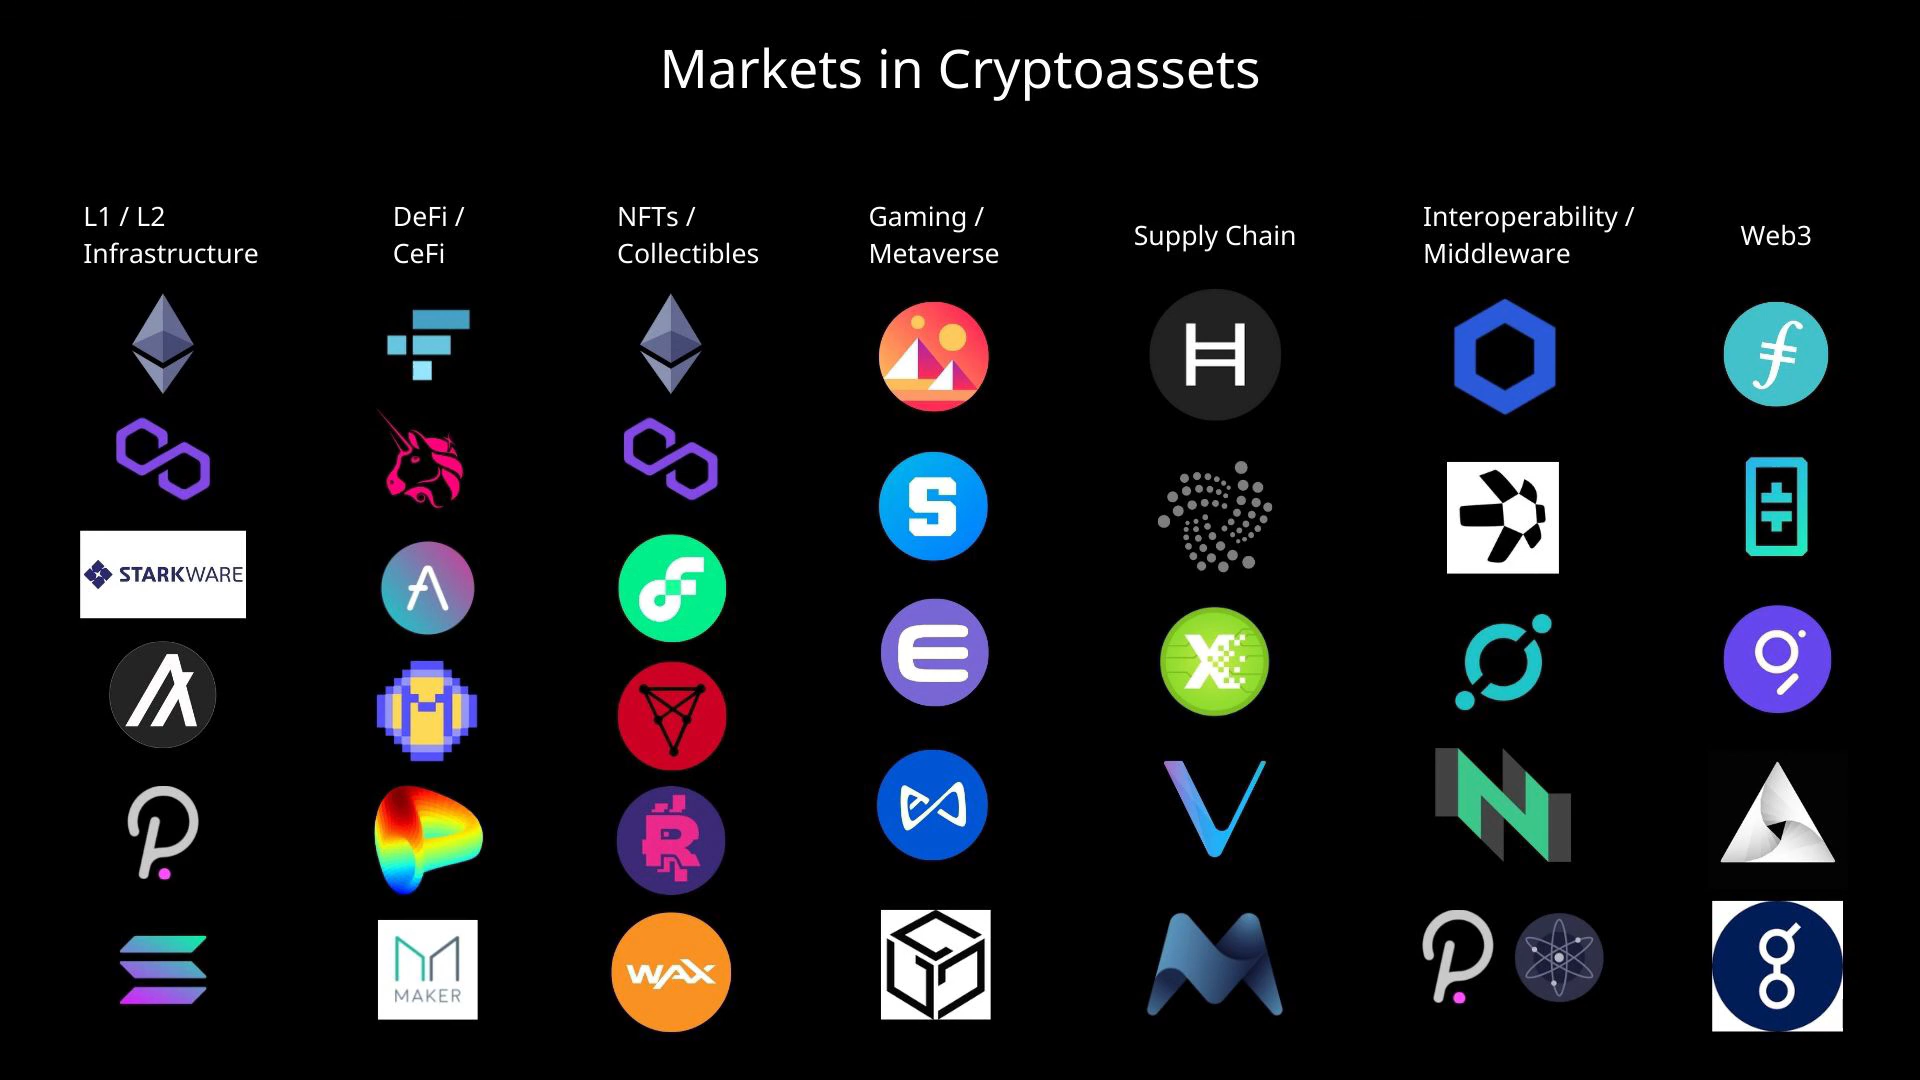 Markets in Cryptoassets
L1 / L2
Infrastructure
DeFi /
CeFi
NFTs /
Collectibles
Gaming /
Metaverse
Supply Chain
Interoperability /
Middleware
Web3
STARKWARE
MAKER
WAX